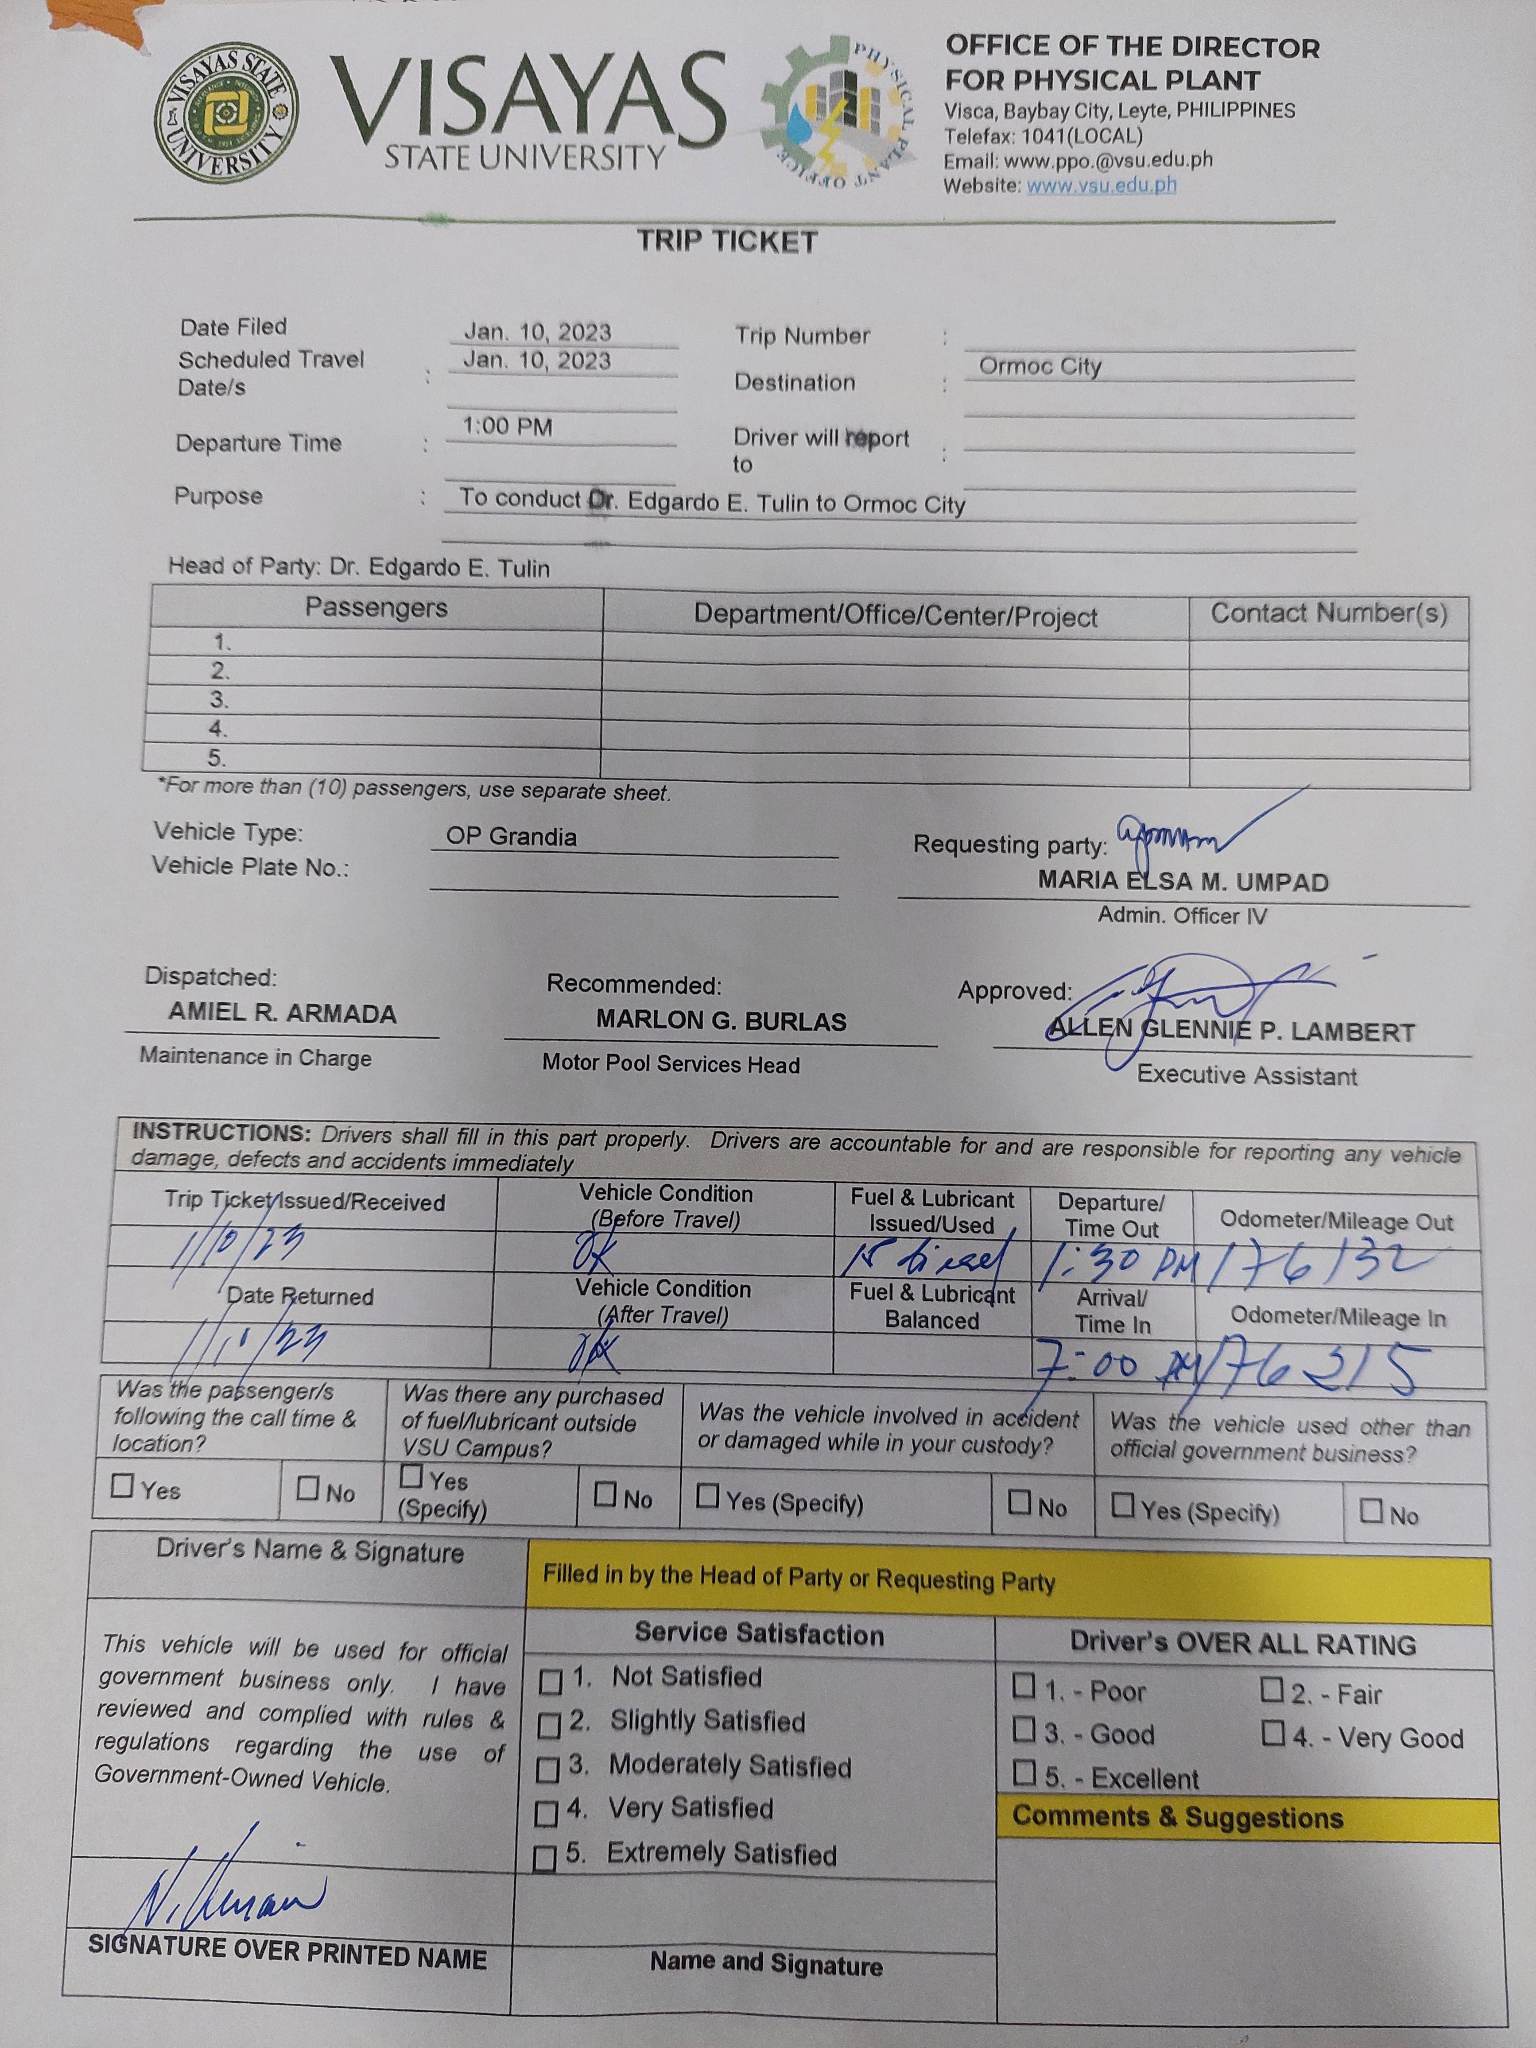 VISAYAS STATE
UNIVERSITY
VISAYAS
STATE UNIVERSITY
PHYSICAL PLANT OFFICE
OFFICE OF THE DIRECTOR
FOR PHYSICAL PLANT
Visca, Baybay City, Leyte, PHILIPPINES
Telefax: 1041(LOCAL)
Email: www.ppo.@vsu.edu.ph
Website: www.vsu.edu.ph
TRIP TICKET
Date Filed Jan. 10, 2023 Trip Number :
Scheduled Travel Date/s : Jan. 10, 2023 Destination : Ormoc City
Departure Time : 1:00 PM Driver will report to :
Purpose : To conduct Dr. Edgardo E. Tulin to Ormoc City
Head of Party: Dr. Edgardo E. Tulin
Passengers Department/Office/Center/Project Contact Number(s)
1.
2.
3.
4.
5.
*For more than (10) passengers, use separate sheet.
Vehicle Type: OP Grandia Requesting party:
Vehicle Plate No.: MARIA ELSA M. UMPAD
Admin. Officer IV
Dispatched: Recommended: Approved:
AMIEL R. ARMADA MARLON G. BURLAS ALLEN GLENNIE P. LAMBERT
Maintenance in Charge Motor Pool Services Head Executive Assistant
INSTRUCTIONS: Drivers shall fill in this part properly. Drivers are accountable for and are responsible for reporting any vehicle
damage, defects and accidents immediately
Trip Ticket Issued/Received Vehicle Condition (Before Travel) Fuel & Lubricant Issued/Used Departure/ Time Out Odometer/Mileage Out
1/10/23 OK 15 diesel 1:30 PM 176132
Date Returned Vehicle Condition (After Travel) Fuel & Lubricant Balanced Arrival/ Time In Odometer/Mileage In
1/10/23 OK 7:00 PM 176215
Was the passenger/s following the call time & location? Was there any purchased of fuel/lubricant outside VSU Campus? Was the vehicle involved in accident or damaged while in your custody? Was the vehicle used other than official government business?
Yes No Yes (Specify) No Yes (Specify) No Yes (Specify) No
Driver's Name & Signature
Filled in by the Head of Party or Requesting Party
This vehicle will be used for official
government business only. I have
reviewed and complied with rules &
regulations regarding the use of
Government-Owned Vehicle.
SIGNATURE OVER PRINTED NAME
Service Satisfaction
1. Not Satisfied
2. Slightly Satisfied
3. Moderately Satisfied
4. Very Satisfied
5. Extremely Satisfied
Name and Signature
Driver's OVER ALL RATING
1. - Poor 2. - Fair
3. - Good 4. - Very Good
5. - Excellent
Comments & Suggestions